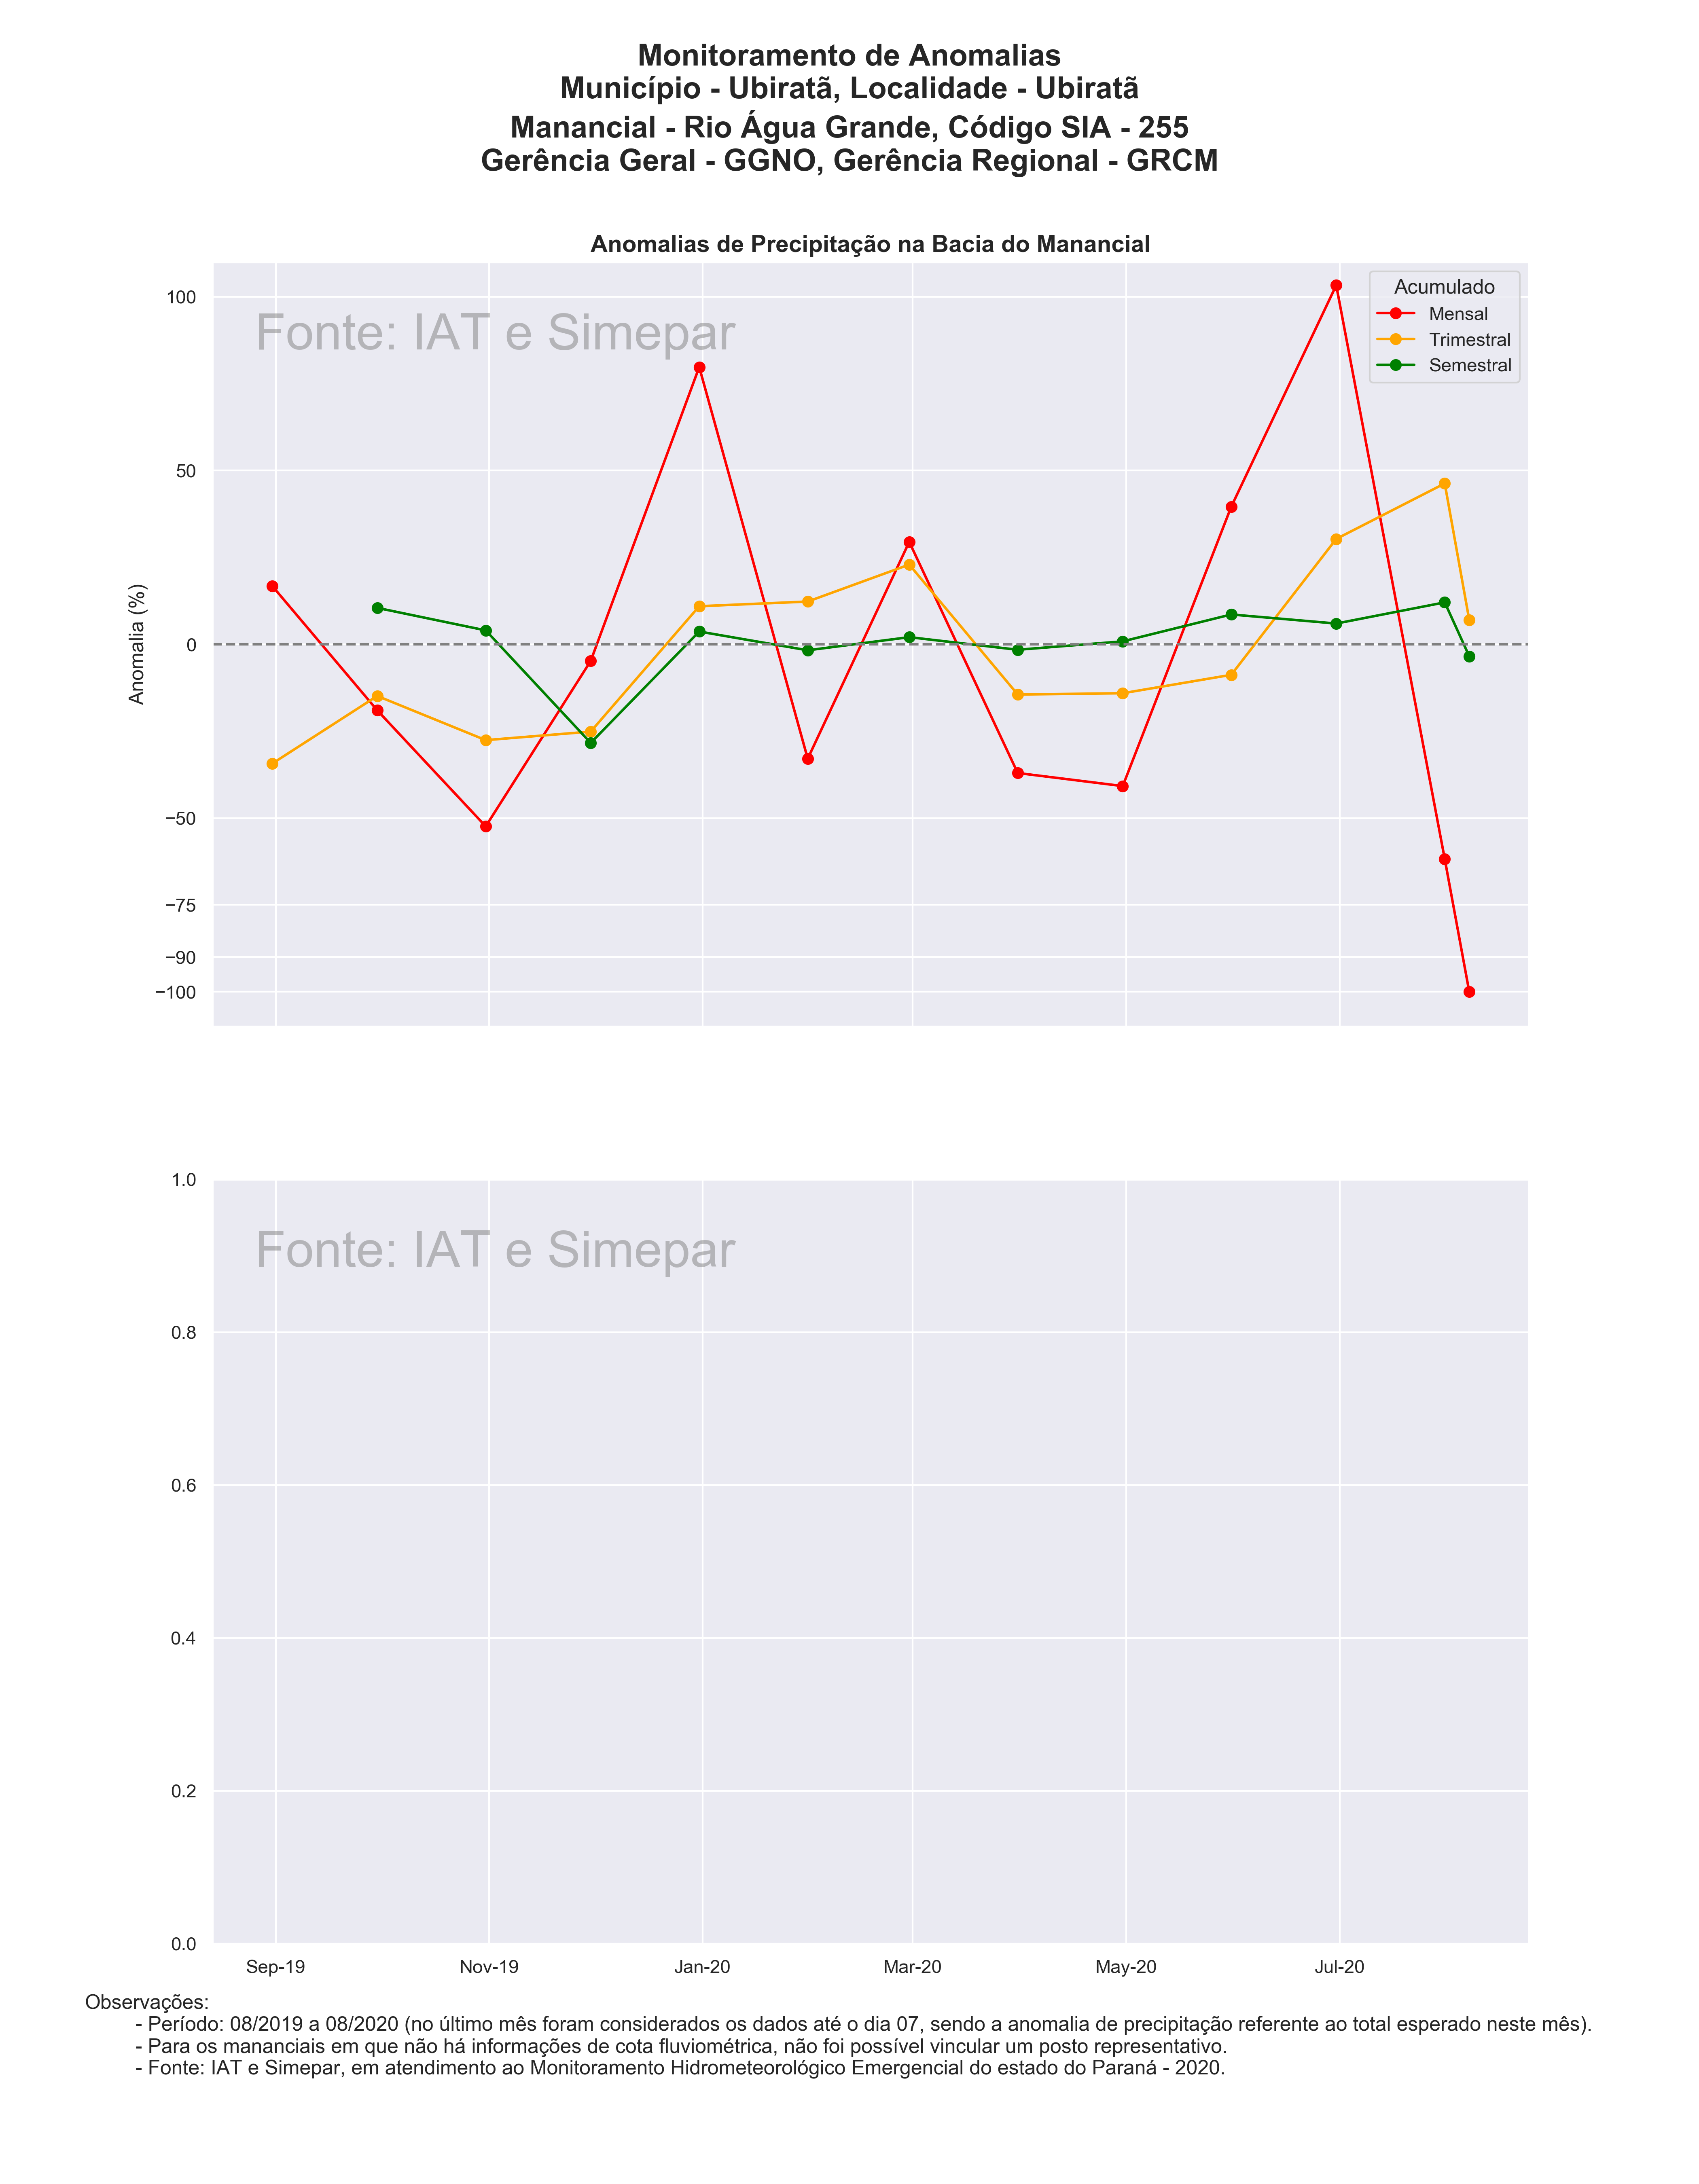 Monitoramento de Anomalias
Município - Ubiratã, Localidade - Ubiratã
Manancial - Rio Água Grande, Código SIA - 255
Gerência Geral - GGNO, Gerência Regional - GRCM
Anomalias de Precipitação na Bacia do Manancial
Fonte: IAT e Simepar
Acumulado
Mensal
Trimestral
Semestral
Anomalia (%)
100
50
0
−50
−75
−90
−100
Fonte: IAT e Simepar
1.0
0.8
0.6
0.4
0.2
0.0
Sep-19 Nov-19 Jan-20 Mar-20 May-20 Jul-20
Observações:
- Período: 08/2019 a 08/2020 (no último mês foram considerados os dados até o dia 07, sendo a anomalia de precipitação referente ao total esperado neste mês).
- Para os mananciais em que não há informações de cota fluviométrica, não foi possível vincular um posto representativo.
- Fonte: IAT e Simepar, em atendimento ao Monitoramento Hidrometeorológico Emergencial do estado do Paraná - 2020.